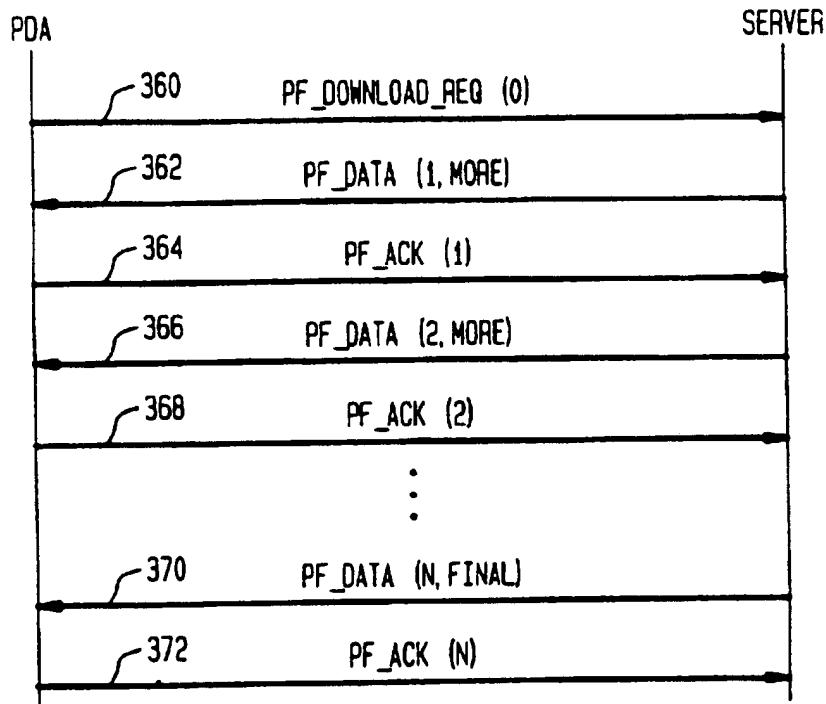 PDA
SERVER
360
PF_DOWNLOAD_REQ (0)
362
PF_DATA (1, MORE)
364
PF_ACK (1)
366
PF_DATA (2, MORE)
368
PF_ACK (2)
370
PF_DATA (N, FINAL)
372
PF_ACK (N)